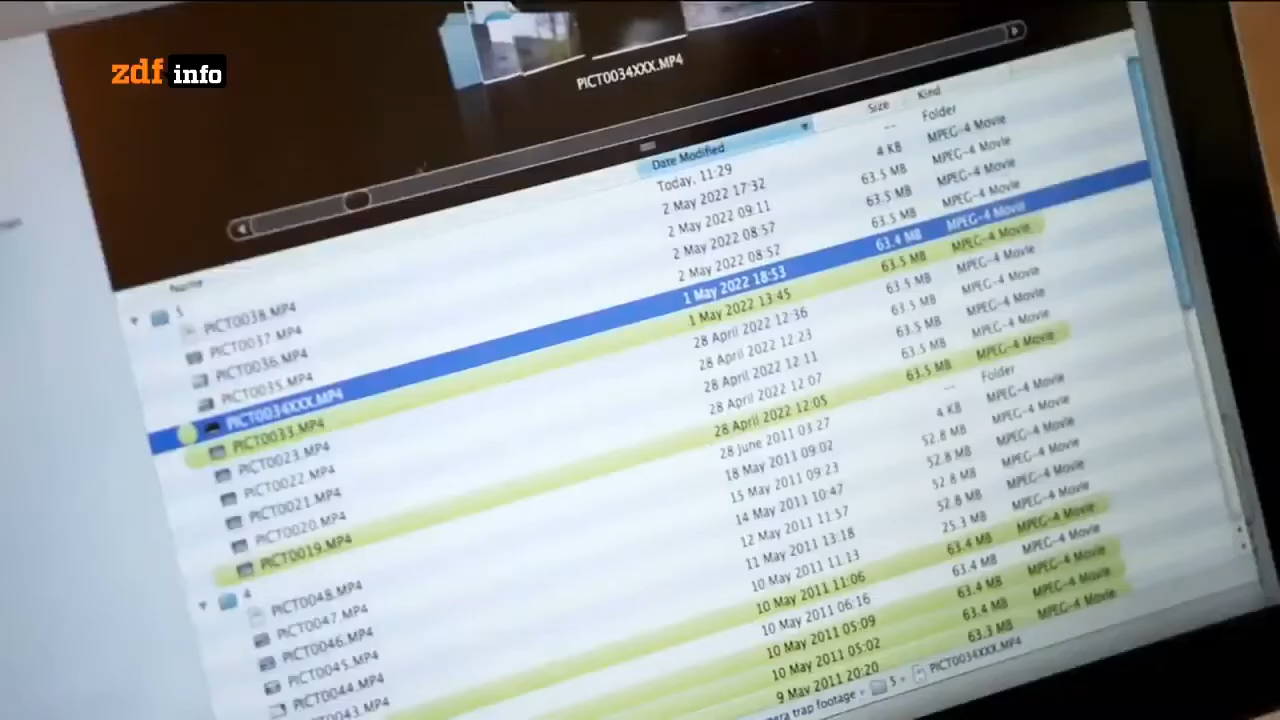 zdf info
PICT0034XXX.MP4
Name Date Modified Size Kind
5 Today, 11:29 -- Folder
PICT0038.MP4 2 May 2022 17:32 4 KB MPEG-4 Movie
PICT0037.MP4 2 May 2022 09:11 63.5 MB MPEG-4 Movie
PICT0036.MP4 2 May 2022 08:57 63.5 MB MPEG-4 Movie
PICT0035.MP4 2 May 2022 08:52 63.5 MB MPEG-4 Movie
PICT0034XXX.MP4 1 May 2022 18:53 63.4 MB MPEG-4 Movie
PICT0033.MP4 1 May 2022 13:45 63.5 MB MPEG-4 Movie
PICT0023.MP4 28 April 2022 12:36 63.5 MB MPEG-4 Movie
PICT0022.MP4 28 April 2022 12:23 63.5 MB MPEG-4 Movie
PICT0021.MP4 28 April 2022 12:11 63.5 MB MPEG-4 Movie
PICT0020.MP4 28 April 2022 12:07 63.5 MB MPEG-4 Movie
PICT0019.MP4 28 April 2022 12:05 63.5 MB MPEG-4 Movie
4 28 June 2011 03:27 -- Folder
PICT0048.MP4 18 May 2011 09:02 4 KB MPEG-4 Movie
PICT0047.MP4 15 May 2011 09:23 52.8 MB MPEG-4 Movie
PICT0046.MP4 14 May 2011 10:47 52.8 MB MPEG-4 Movie
PICT0045.MP4 12 May 2011 11:57 52.8 MB MPEG-4 Movie
PICT0044.MP4 11 May 2011 13:18 52.8 MB MPEG-4 Movie
PICT0043.MP4 10 May 2011 11:13 25.3 MB MPEG-4 Movie
10 May 2011 11:06 63.4 MB MPEG-4 Movie
10 May 2011 06:16 63.4 MB MPEG-4 Movie
10 May 2011 05:09 63.4 MB MPEG-4 Movie
10 May 2011 05:02 63.4 MB MPEG-4 Movie
9 May 2011 20:20 63.3 MB MPEG-4 Movie
trap footage 5 PICT0034XXX.MP4